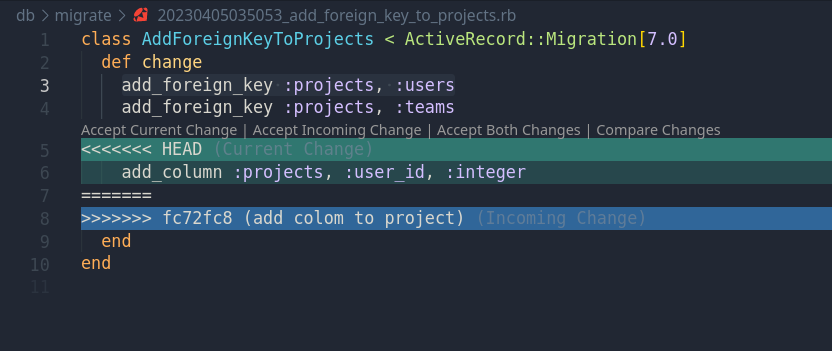 db > migrate > 20230405035053_add_foreign_key_to_projects.rb
1 class AddForeignKeyToProjects < ActiveRecord::Migration[7.0]
2   def change
3     add_foreign_key :projects, :users
4     add_foreign_key :projects, :teams
Accept Current Change | Accept Incoming Change | Accept Both Changes | Compare Changes
5 <<<<<<< HEAD (Current Change)
6     add_column :projects, :user_id, :integer
7 =======
8 >>>>>>> fc72fc8 (add colom to project) (Incoming Change)
9   end
10 end
11